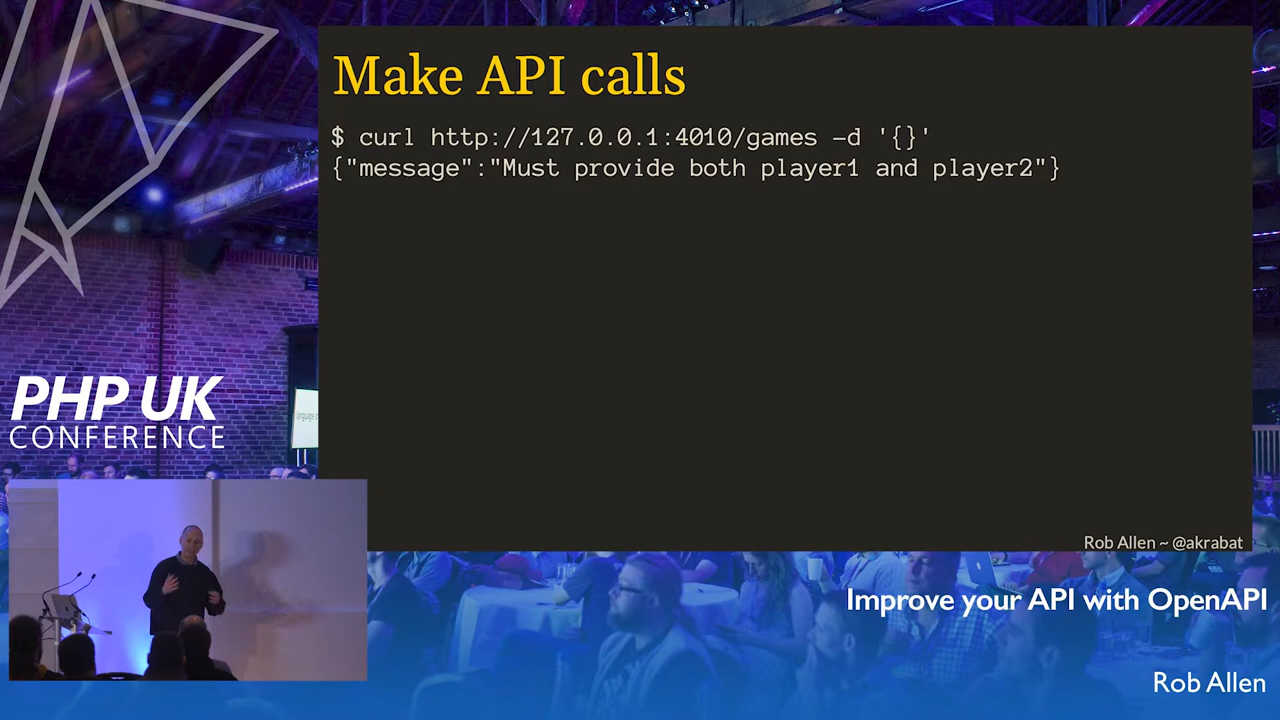 Make API calls
$ curl http://127.0.0.1:4010/games -d '{}'
{"message":"Must provide both player1 and player2"}
Rob Allen ~ @akrabat
PHP UK
CONFERENCE
Improve your API with OpenAPI
Rob Allen